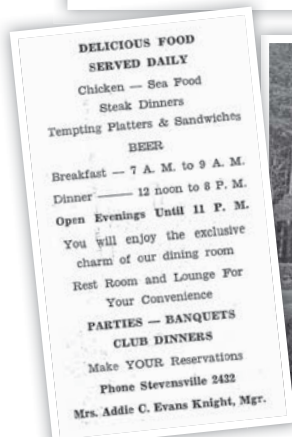 DELICIOUS FOOD
SERVED DAILY
Chicken — Sea Food
Steak Dinners
Tempting Platters & Sandwiches
BEER
Breakfast — 7 A. M. to 9 A. M.
Dinner ——— 12 noon to 8 P. M.
Open Evenings Until 11 P. M.
You will enjoy the exclusive
charm of our dining room
Rest Room and Lounge For
Your Convenience
PARTIES — BANQUETS
CLUB DINNERS
Make YOUR Reservations
Phone Stevensville 2432
Mrs. Addie C. Evans Knight, Mgr.